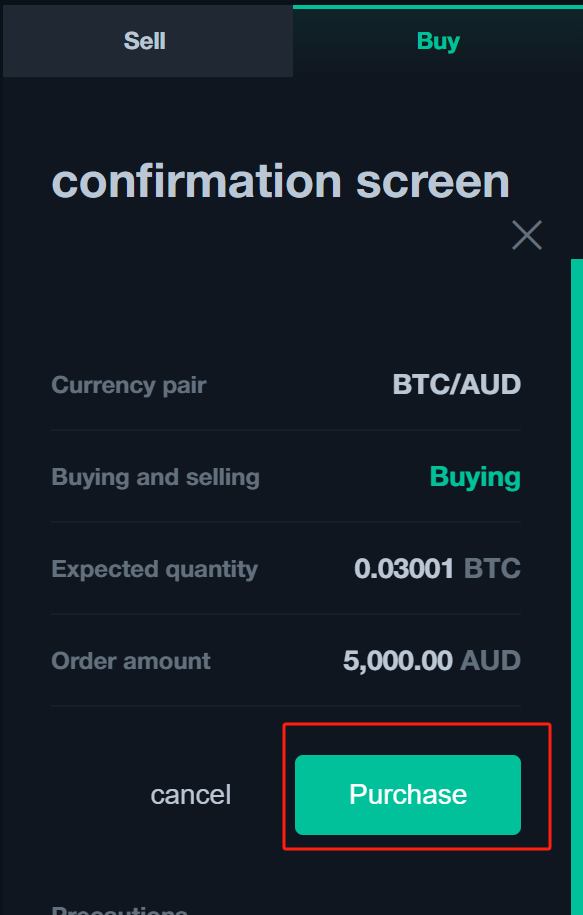 Sell
Buy
confirmation screen
Currency pair BTC/AUD
Buying and selling Buying
Expected quantity 0.03001 BTC
Order amount 5,000.00 AUD
cancel Purchase
Precautions